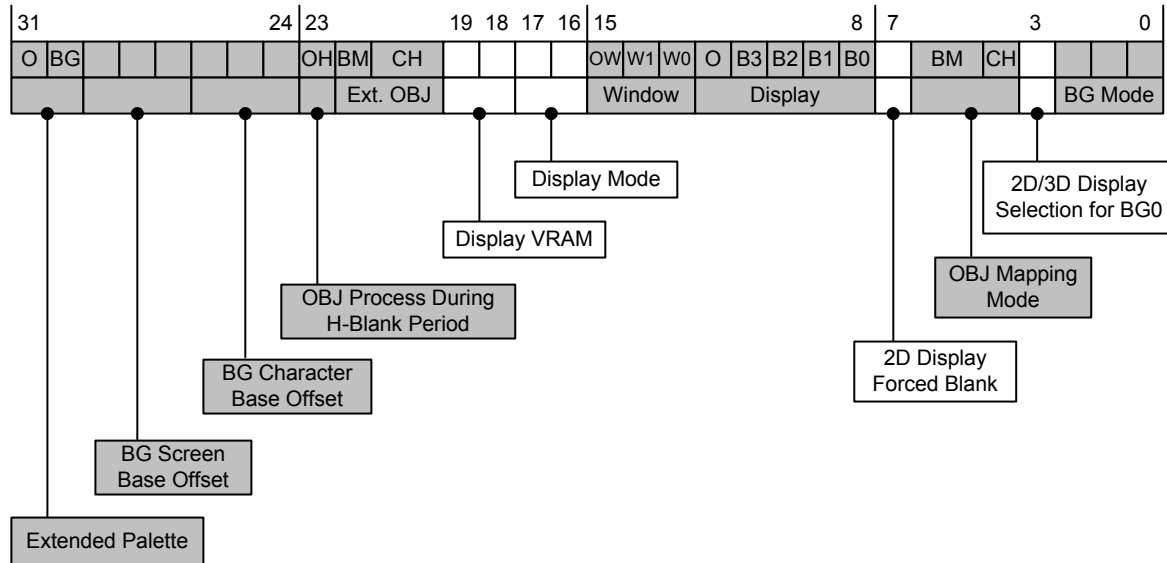 31 24 23 19 18 17 16 15 8 7 3 0
O BG OH BM CH OW W1 W0 O B3 B2 B1 B0 BM CH
Ext. OBJ Window Display BG Mode
Display Mode
2D/3D Display
Selection for BG0
Display VRAM
OBJ Mapping
Mode
OBJ Process During
H-Blank Period
2D Display
Forced Blank
BG Character
Base Offset
BG Screen
Base Offset
Extended Palette